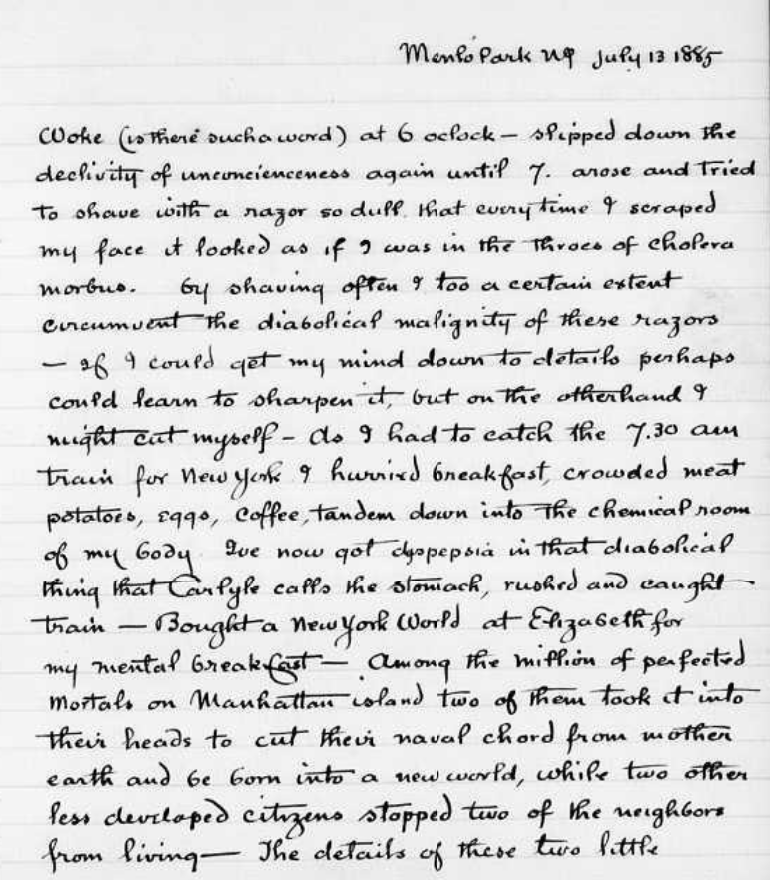 Menlo Park NJ July 13 1885
Woke (is there such a word) at 6 oclock — slipped down the
declivity of unconcienceness again until 7. arose and tried
to shave with a razor so dull that every time I scraped
my face it looked as if I was in the throes of cholera
morbus. By shaving often I too a certain extent
circumvent the diabolical malignity of these razors
— If I could get my mind down to details perhaps
could learn to sharpen it, but on the otherhand I
might cut myself — As I had to catch the 7.30 am
train for New York I hurried breakfast, crowded meat
potatoes, eggs, coffee, tandem down into the chemical room
of my body Ive now got dyspepsia in that diabolical
thing that Carlyle calls the stomach, rushed and caught
train — Bought a New York World at Elizabeth for
my mental breakfast — Among the million of perfected
mortals on Manhattan island two of them took it into
their heads to cut their naval chord from mother
earth and be born into a new world, while two other
less developed citizens stopped two of the neighbors
from living — The details of these two little